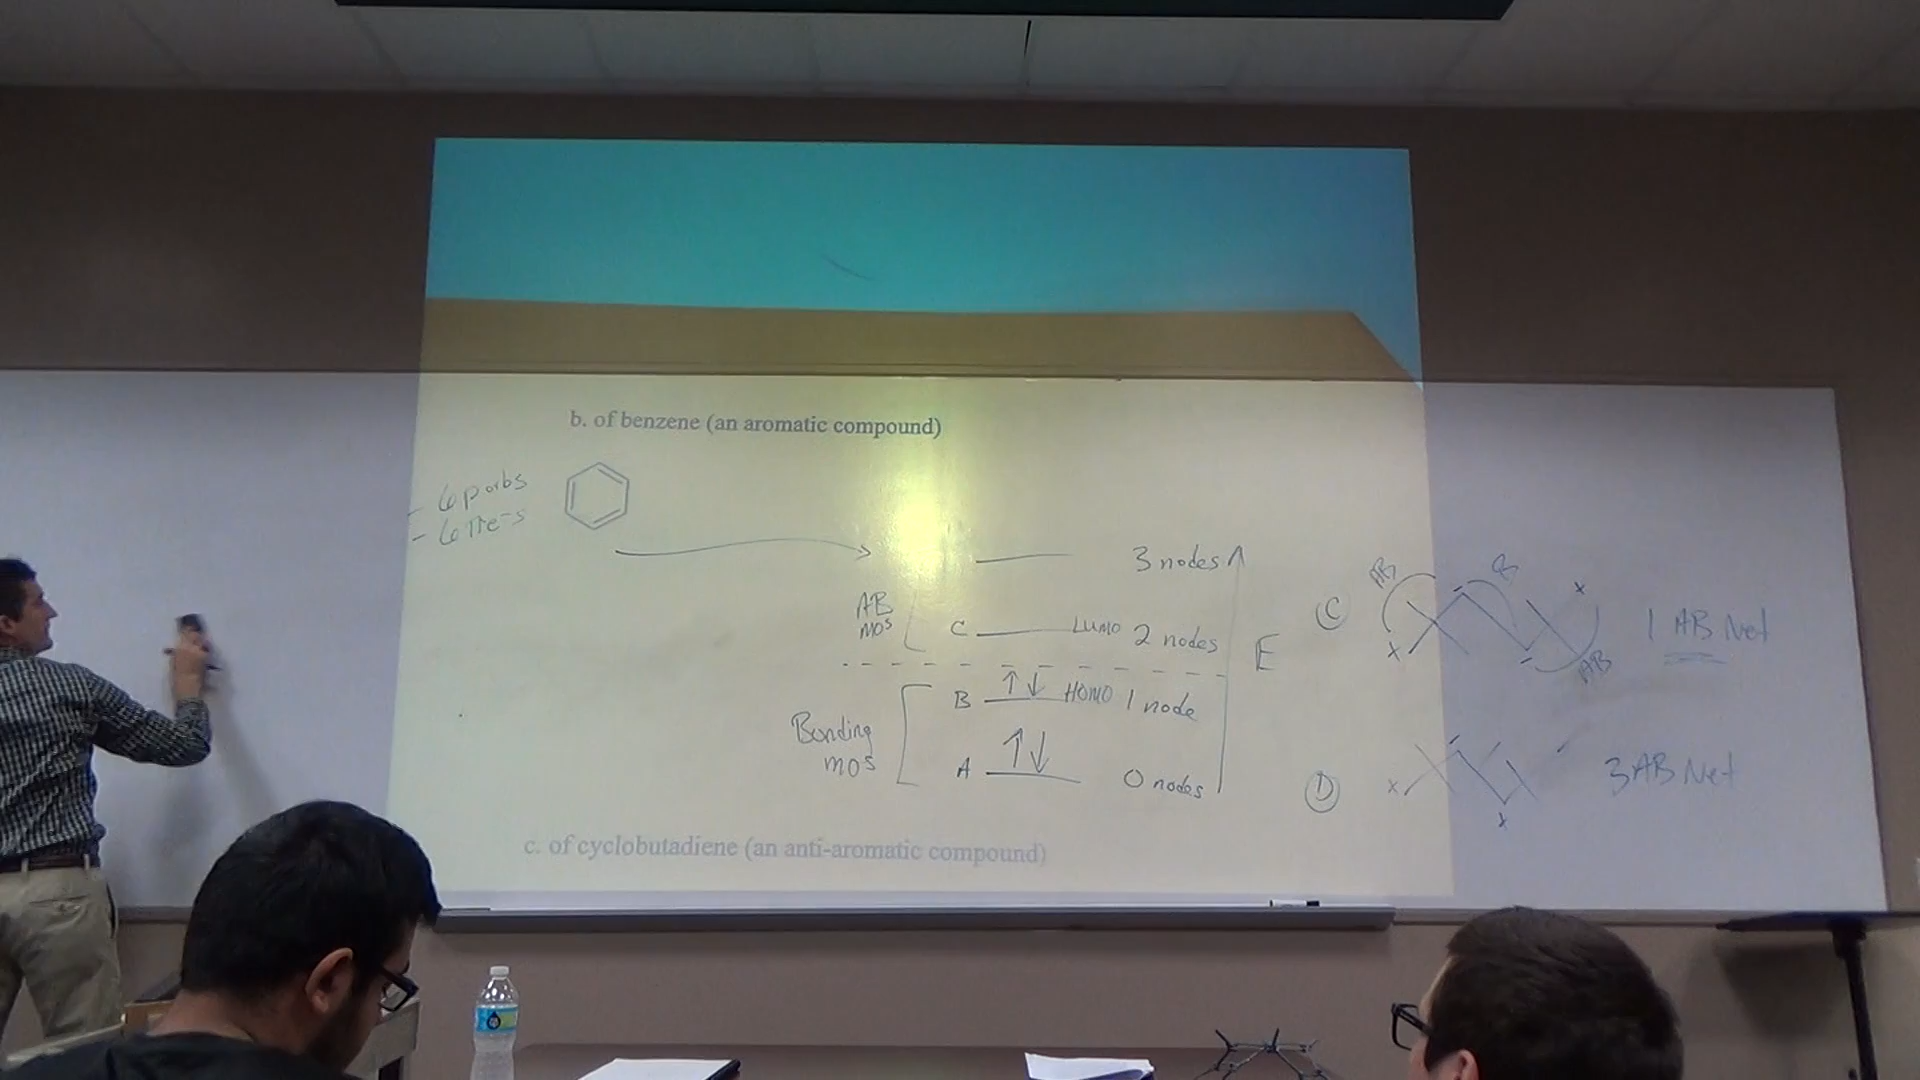 b. of benzene (an aromatic compound)
- 6 p orbs
- 6 πe-s
3 nodes
AB
MOs
C LUMO 2 nodes
B ↑↓ HOMO 1 node
A ↑↓ 0 nodes
Bonding
MOs
E
C AB B AB 1 AB Net
D 3 AB Net
c. of cyclobutadiene (an anti-aromatic compound)